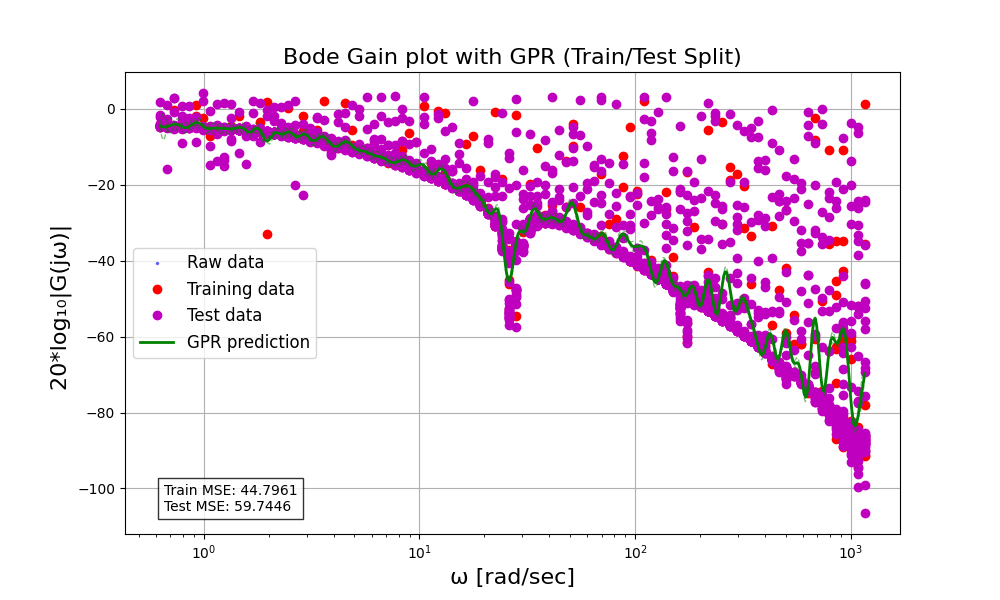 Bode Gain plot with GPR (Train/Test Split)
20*log₁₀|G(jω)|
0
−20
−40
−60
−80
−100
Raw data
Training data
Test data
GPR prediction
Train MSE: 44.7961
Test MSE: 59.7446
10⁰ 10¹ 10² 10³
ω [rad/sec]